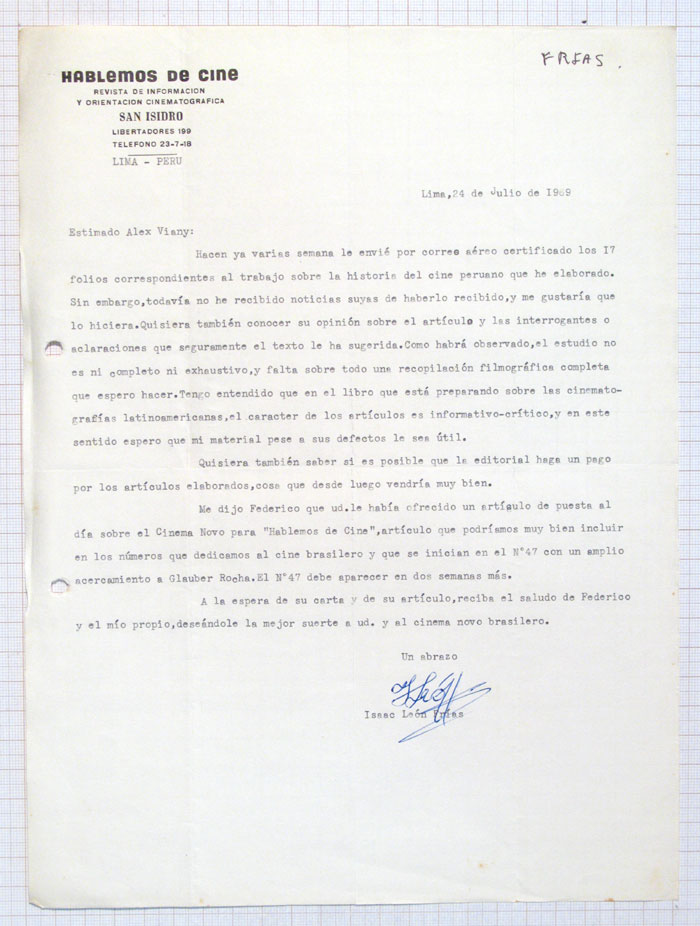 FRIAS.
HABLEMOS DE CINE
REVISTA DE INFORMACION
Y ORIENTACION CINEMATOGRAFICA
SAN ISIDRO
LIBERTADORES 199
TELEFONO 23-7-18
LIMA - PERU
Lima,24 de Julio de 1969
Estimado Alex Viany:
Hacen ya varias semana le envié por correo aéreo certificado los 17
folios correspondientes al trabajo sobre la historia del cine peruano que he elaborado.
Sin embargo,todavía no he recibido noticias suyas de haberlo recibido,y me gustaría que
lo hiciera.Quisiera también conocer su opinión sobre el artículo y las interrogantes o
aclaraciones que seguramente el texto le ha sugerida.Como habrá observado,el estudio no
es ni completo ni exhaustivo,y falta sobre todo una recopilación filmográfica completa
que espero hacer.Tengo entendido que en el libro que está preparando sobre las cinemato-
grafías latinoamericanas,el caracter de los artículos es informativo-crítico,y en este
sentido espero que mi material pese a sus defectos le sea útil.
Quisiera también saber si es posible que la editorial haga un pago
por los artículos elaborados,cosa que desde luego vendría muy bien.
Me dijo Federico que ud.le había ofrecido un artículo de puesta al
día sobre el Cinema Novo para "Hablemos de Cine",artículo que podríamos muy bien incluir
en los números que dedicamos al cine brasilero y que se inician en el N°47 con un amplio
acercamiento a Glauber Rocha.El N°47 debe aparecer en dos semanas más.
A la espera de su carta y de su artículo,reciba el saludo de Federico
y el mío propio,deseándole la mejor suerte a ud. y al cinema novo brasilero.
Un abrazo
Isaac León Frías